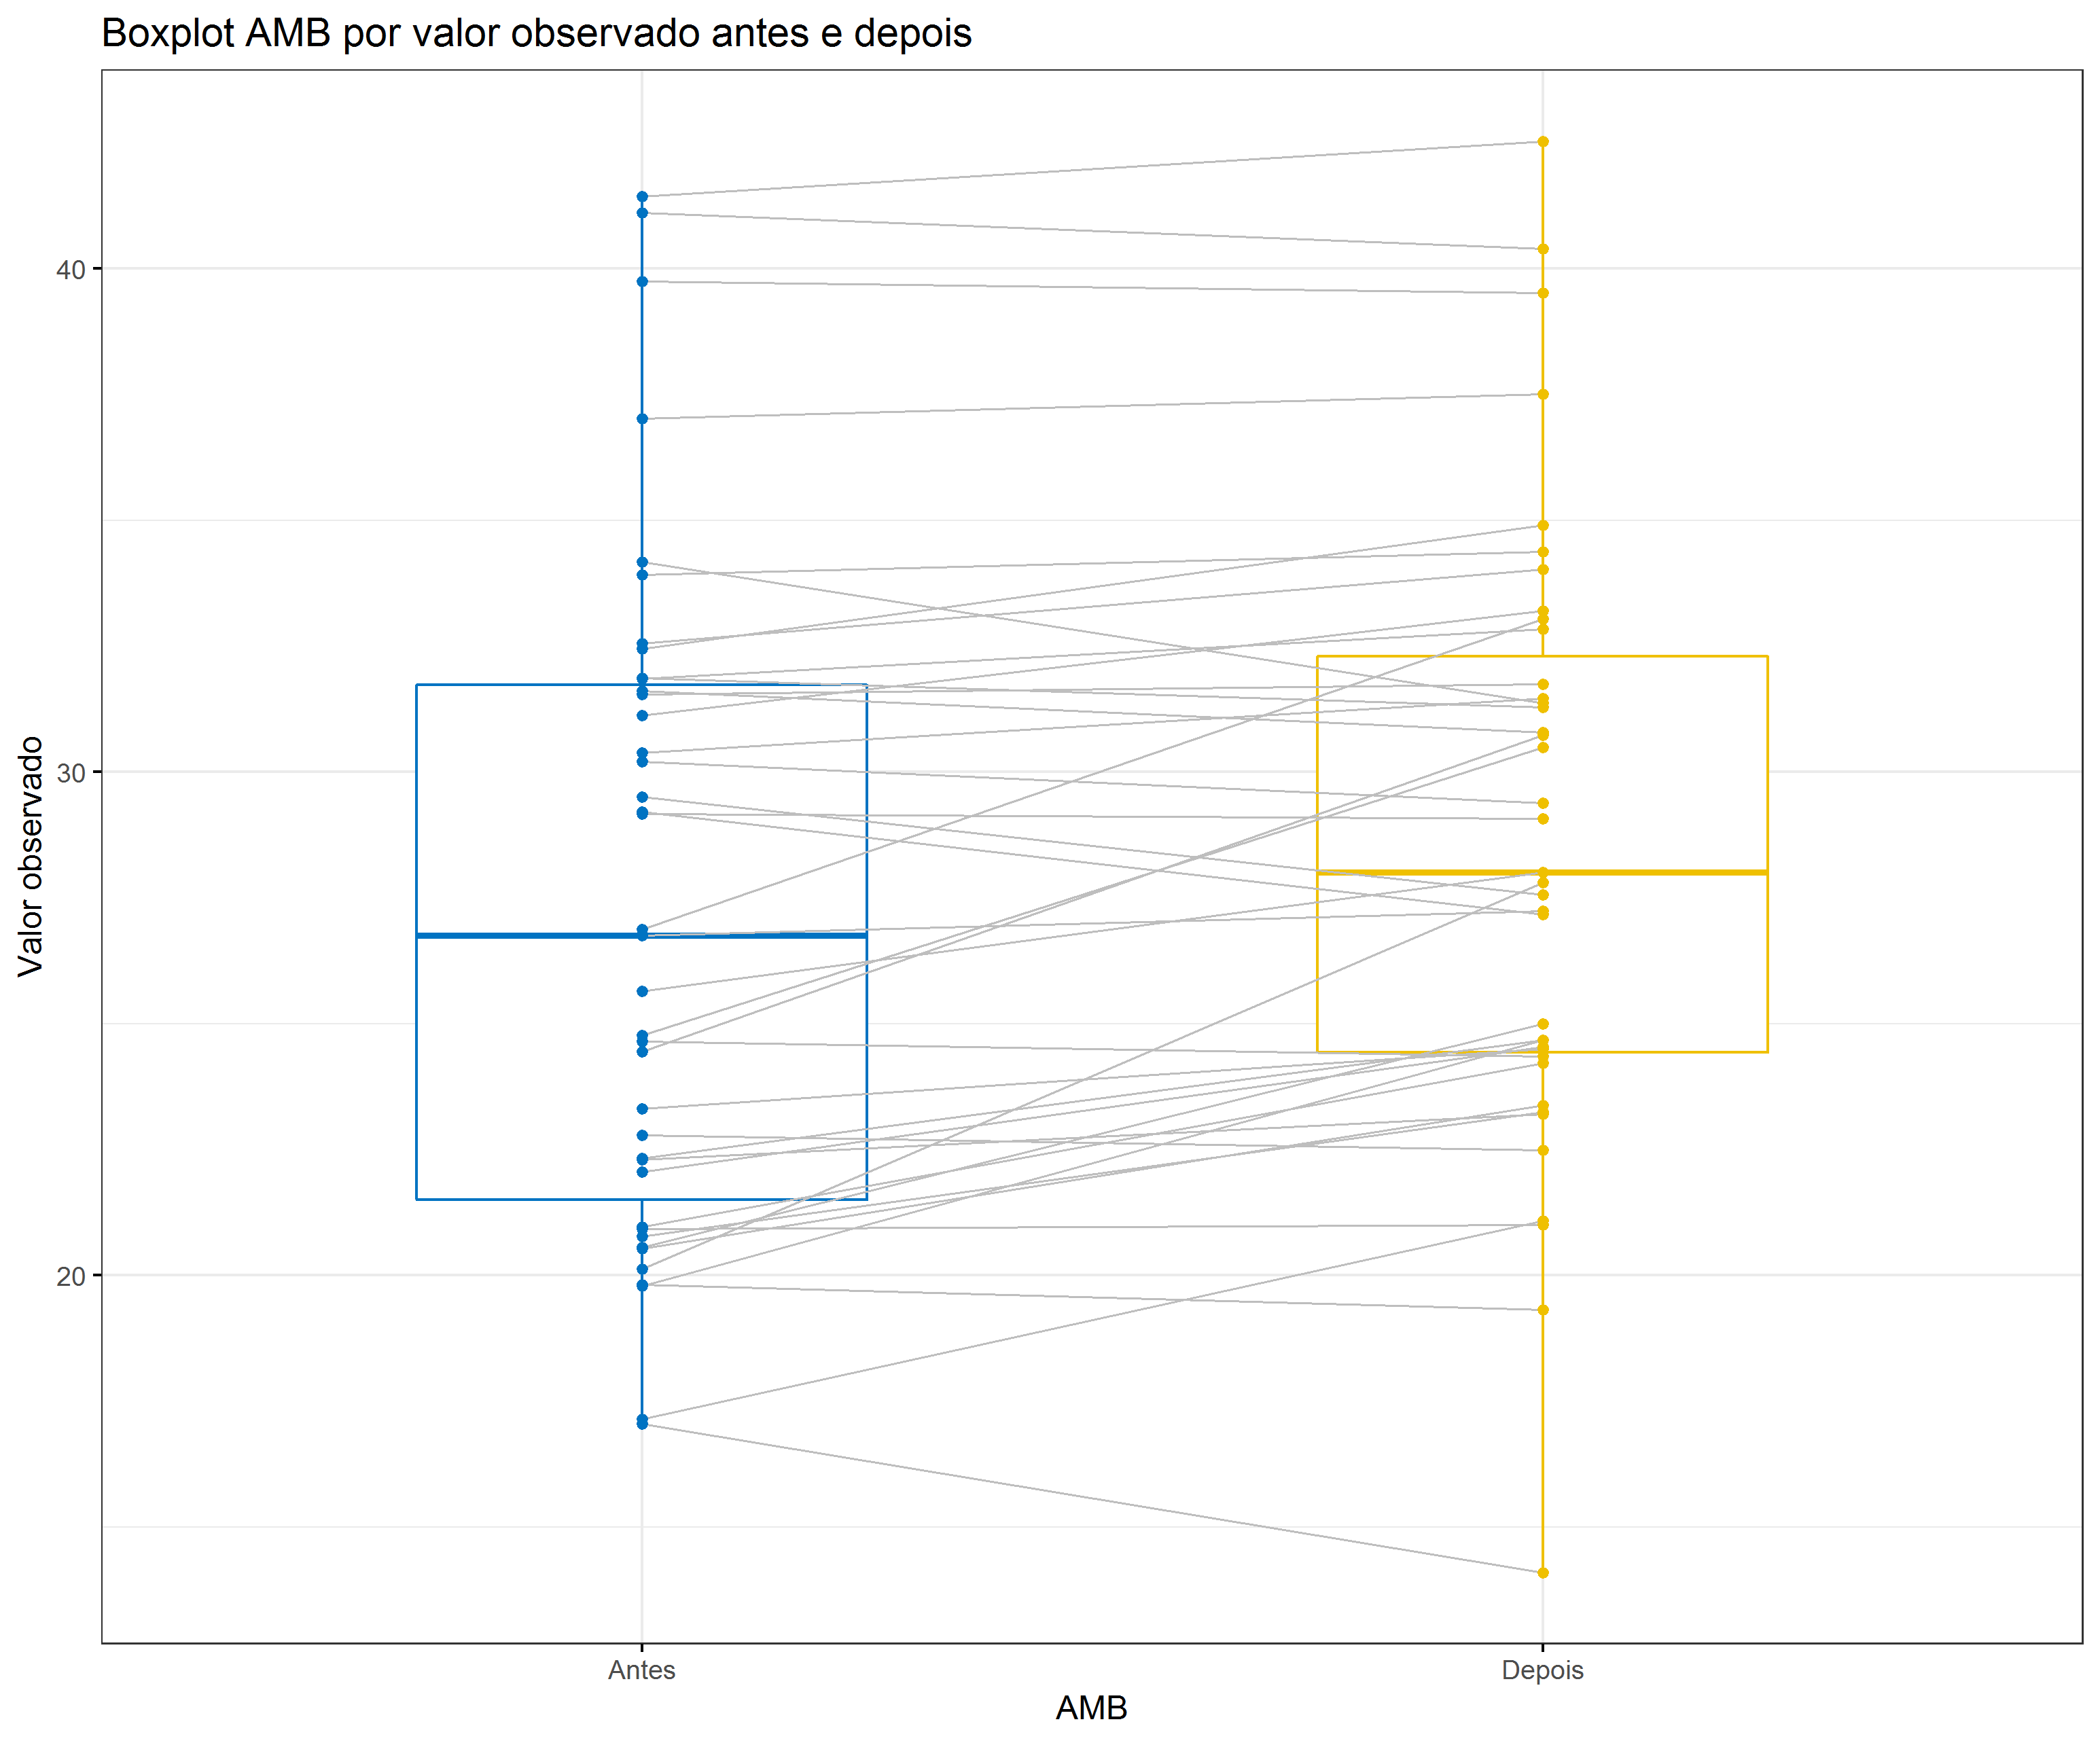 Boxplot AMB por valor observado antes e depois
Valor observado
40
30
20
Antes
Depois
AMB